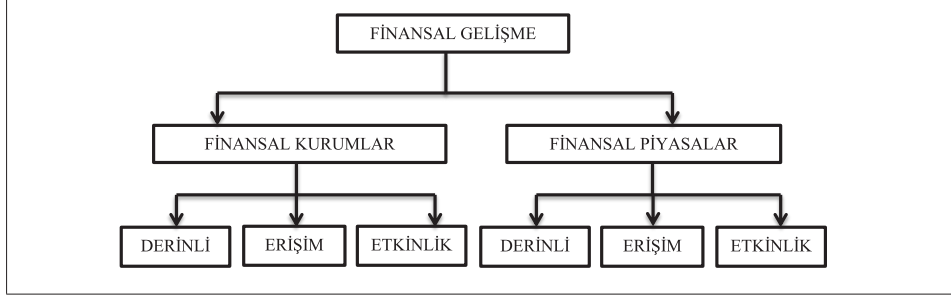 FİNANSAL GELİŞME
FİNANSAL KURUMLAR
FİNANSAL PİYASALAR
DERİNLİ
ERİŞİM
ETKİNLİK
DERİNLİ
ERİŞİM
ETKİNLİK